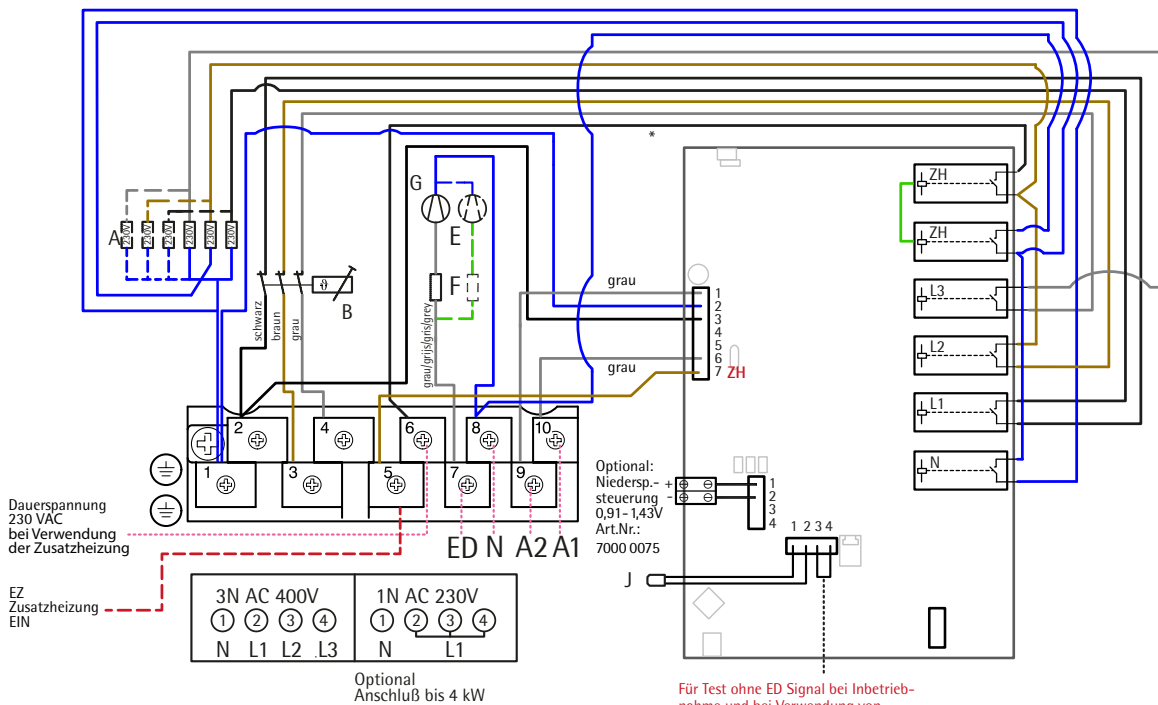 *
ZH
G
A
230V
230V
230V
230V
230V
230V
E
ZH
ϑ
B
F
grau
1
2
3
4
5
6
7
ZH
L3
schwarz
braun
grau
grau/grijs/gris/grey
grau
L2
L1
2
4
6
8
10
N
1
3
5
7
9
Optional:
Niedersp.-
steuerung
0,91-1,43V
Art.Nr.:
7000 0075
+
-
1
2
3
4
Dauerspannung
230 VAC
bei Verwendung
der Zusatzheizung
ED N A2 A1
1 2 3 4
J
EZ
Zusatzheizung
EIN
3N AC 400V
1 2 3 4
N L1 L2 .L3
1N AC 230V
1 2 3 4
N L1
Optional
Anschluß bis 4 kW
Für Test ohne ED Signal bei Inbetrieb-